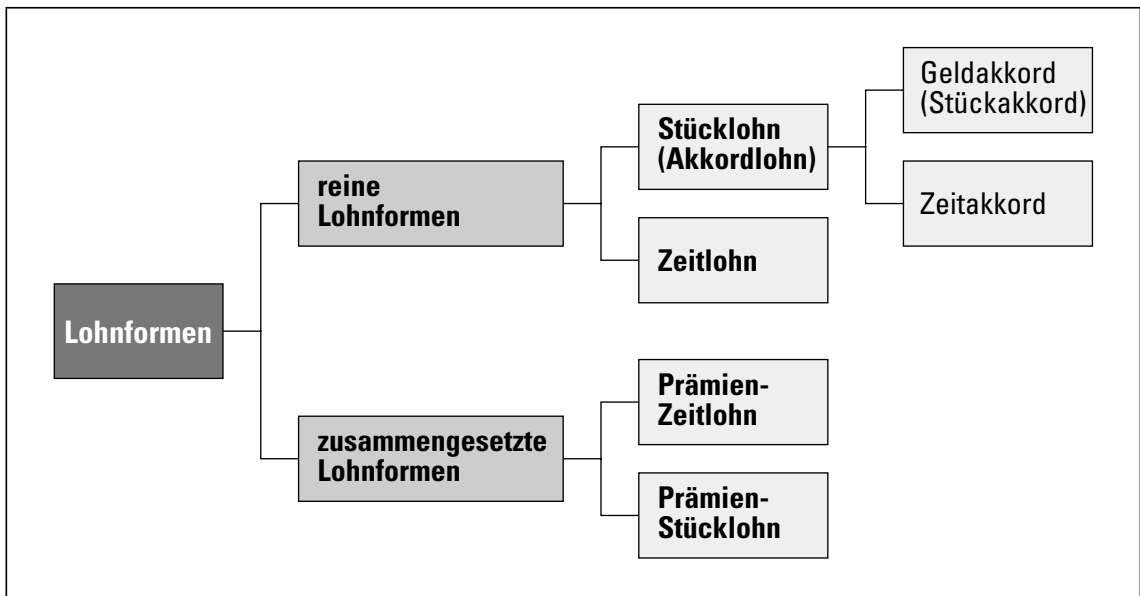 Lohnformen
reine
Lohnformen
Stücklohn
(Akkordlohn)
Geldakkord
(Stückakkord)
Zeitakkord
Zeitlohn
zusammengesetzte
Lohnformen
Prämien-
Zeitlohn
Prämien-
Stücklohn